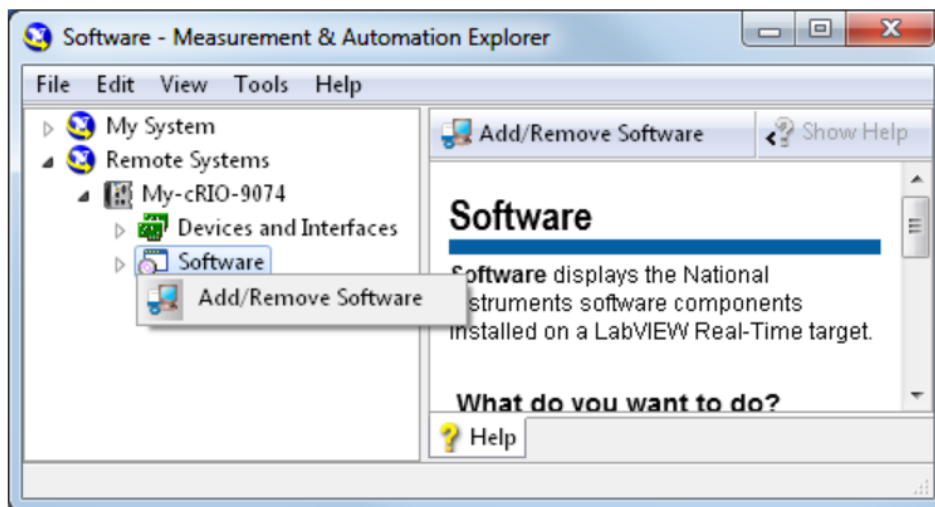 Software - Measurement & Automation Explorer
File Edit View Tools Help
My System
Remote Systems
My-cRIO-9074
Devices and Interfaces
Software
Add/Remove Software
Add/Remove Software
Show Help
Software
Software displays the National
Instruments software components
installed on a LabVIEW Real-Time target.
What do you want to do?
Help